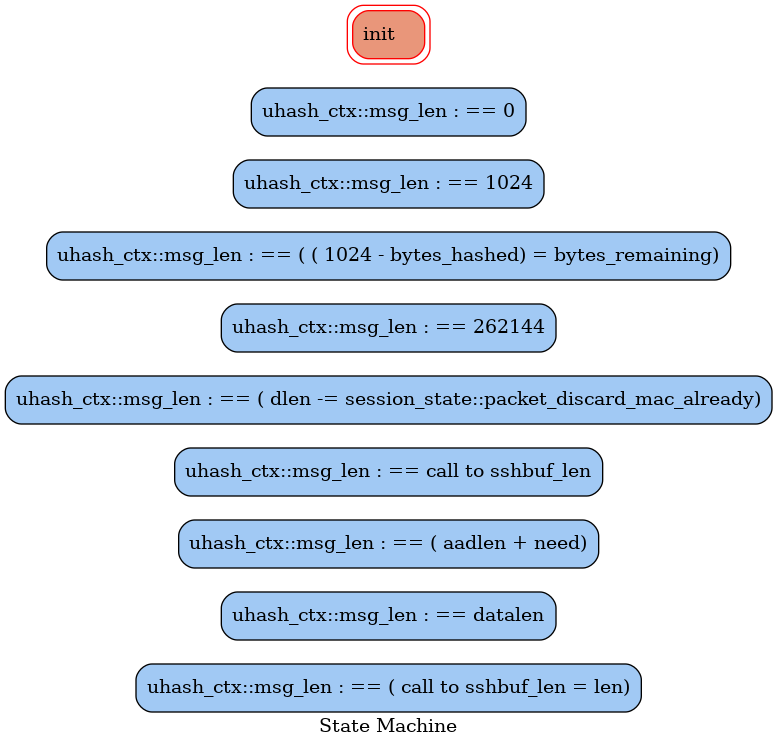 init
uhash_ctx::msg_len : == 0
uhash_ctx::msg_len : == 1024
uhash_ctx::msg_len : == ( ( 1024 - bytes_hashed) = bytes_remaining)
uhash_ctx::msg_len : == 262144
uhash_ctx::msg_len : == ( dlen -= session_state::packet_discard_mac_already)
uhash_ctx::msg_len : == call to sshbuf_len
uhash_ctx::msg_len : == ( aadlen + need)
uhash_ctx::msg_len : == datalen
uhash_ctx::msg_len : == ( call to sshbuf_len = len)
State Machine